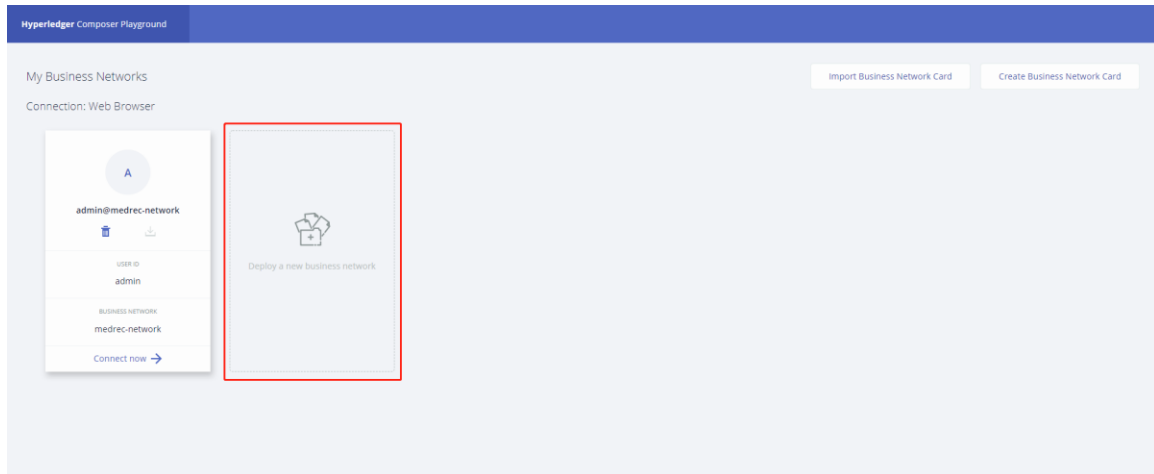 Hyperledger Composer Playground
My Business Networks
Import Business Network Card
Create Business Network Card
Connection: Web Browser
A
admin@medrec-network
USER ID
admin
BUSINESS NETWORK
medrec-network
Connect now
Deploy a new business network